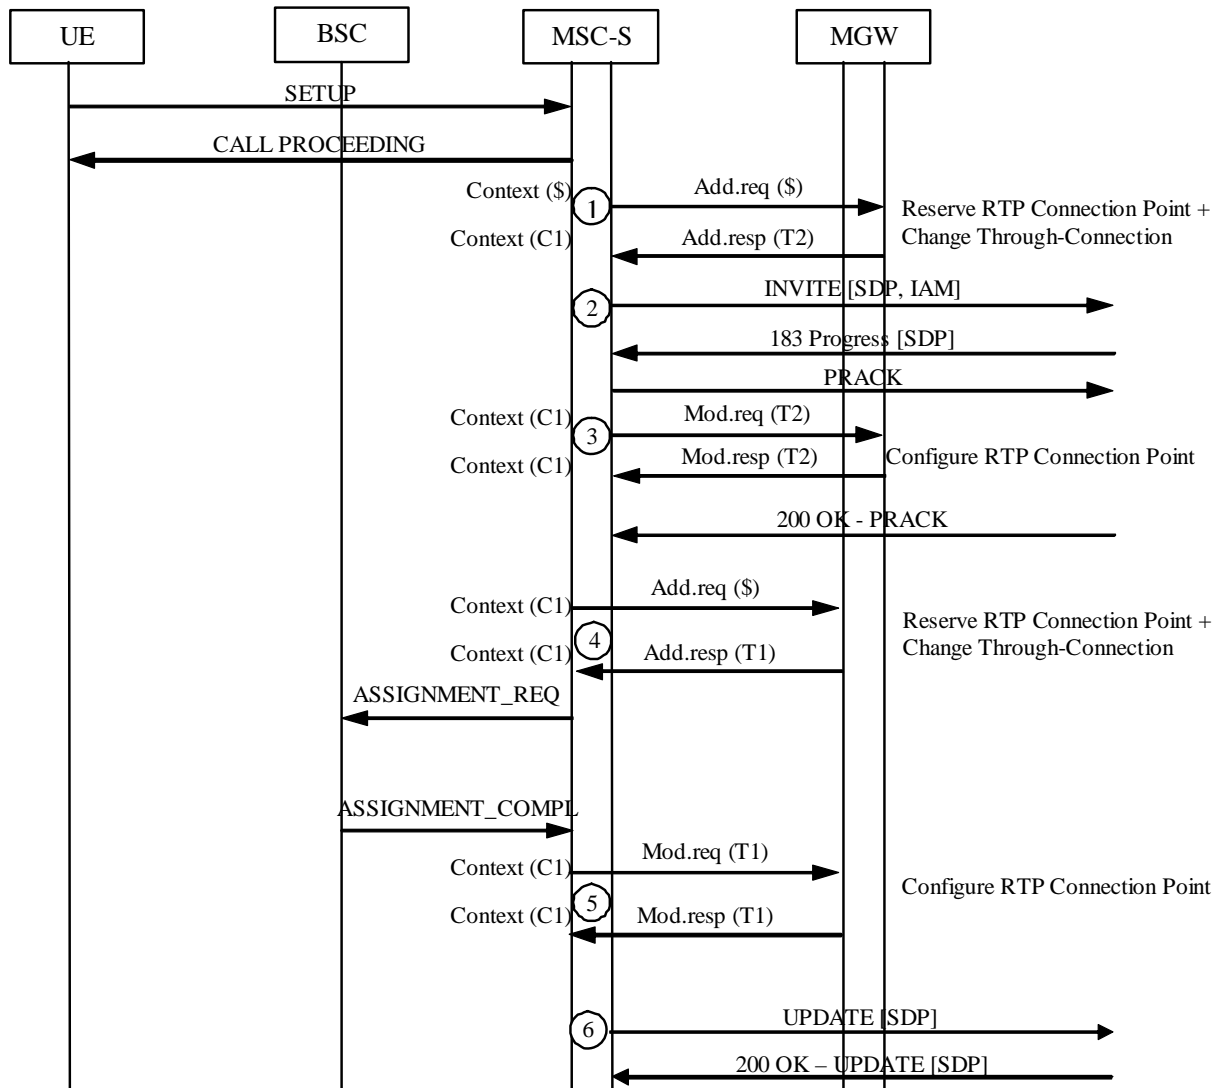 UE
BSC
MSC-S
MGW
SETUP
CALL PROCEEDING
Context ($)
1
Add.req ($)
Reserve RTP Connection Point +
Change Through-Connection
Context (C1)
Add.resp (T2)
2
INVITE [SDP, IAM]
183 Progress [SDP]
PRACK
Context (C1)
3
Mod.req (T2)
Context (C1)
Mod.resp (T2)
Configure RTP Connection Point
200 OK - PRACK
Context (C1)
Add.req ($)
Reserve RTP Connection Point +
Change Through-Connection
4
Context (C1)
Add.resp (T1)
ASSIGNMENT_REQ
ASSIGNMENT_COMPL
Context (C1)
Mod.req (T1)
Configure RTP Connection Point
5
Context (C1)
Mod.resp (T1)
6
UPDATE [SDP]
200 OK – UPDATE [SDP]